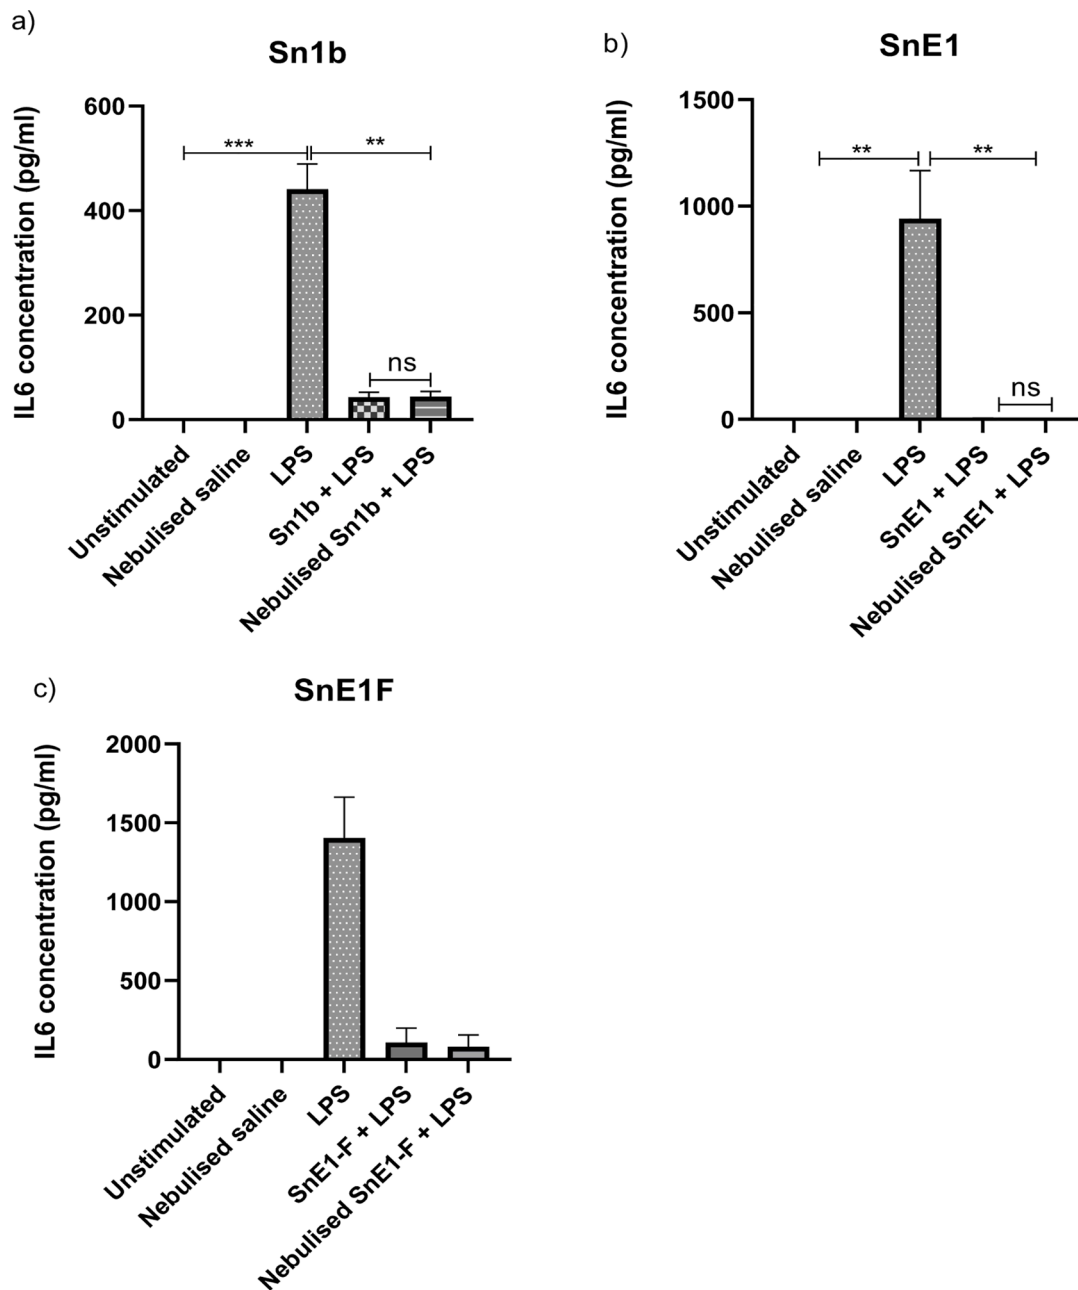 a)
Sn1b
IL6 concentration (pg/ml)
600
400
200
0
***
**
ns
Unstimulated
Nebulised saline
LPS
Sn1b + LPS
Nebulised Sn1b + LPS
b)
SnE1
IL6 concentration (pg/ml)
1500
1000
500
0
**
**
ns
Unstimulated
Nebulised saline
LPS
SnE1 + LPS
Nebulised SnE1 + LPS
c)
SnE1F
IL6 concentration (pg/ml)
2000
1500
1000
500
0
Unstimulated
Nebulised saline
LPS
SnE1-F + LPS
Nebulised SnE1-F + LPS